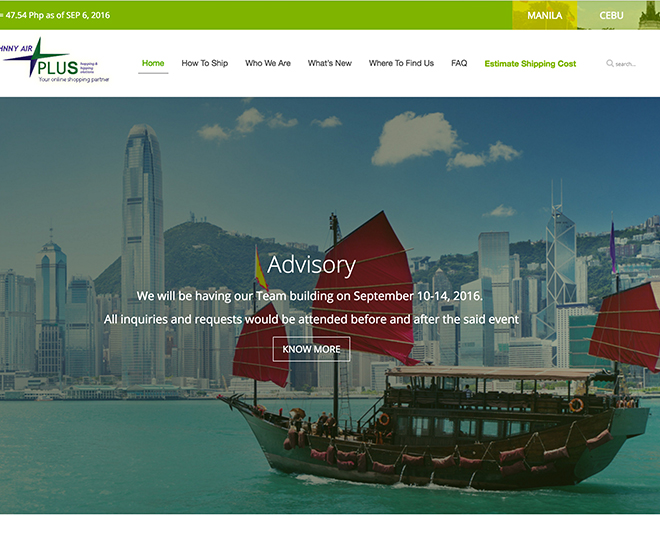 = 47.54 Php as of SEP 6, 2016
MANILA
CEBU
HNNY AIR
PLUS
Your online shopping partner
Home
How To Ship
Who We Are
What's New
Where To Find Us
FAQ
Estimate Shipping Cost
search...
Advisory
We will be having our Team building on September 10-14, 2016.
All inquiries and requests would be attended before and after the said event
KNOW MORE